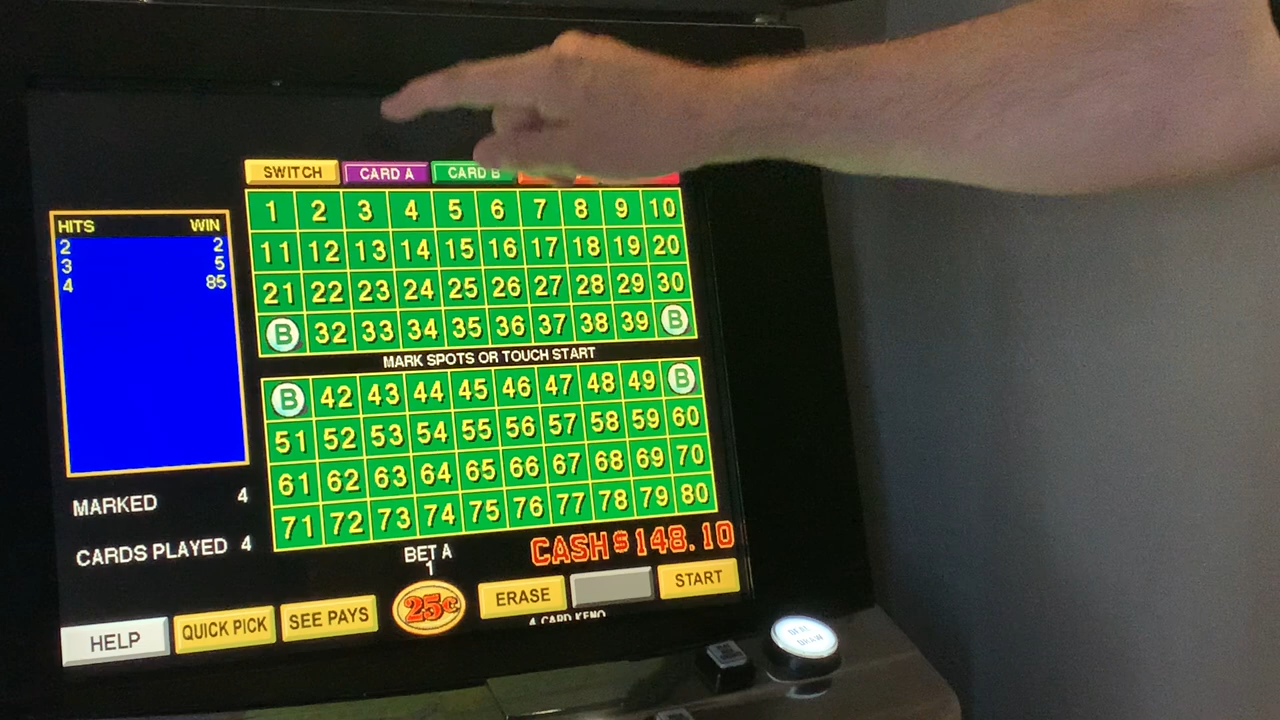 SWITCH CARD A CARD B
HITS WIN
2 2
3 5
4 85
1 2 3 4 5 6 7 8 9 10
11 12 13 14 15 16 17 18 19 20
21 22 23 24 25 26 27 28 29 30
B 32 33 34 35 36 37 38 39 B
MARK SPOTS OR TOUCH START
B 42 43 44 45 46 47 48 49 B
51 52 53 54 55 56 57 58 59 60
61 62 63 64 65 66 67 68 69 70
71 72 73 74 75 76 77 78 79 80
MARKED 4
CARDS PLAYED 4
BET A
1
CASH $148.10
HELP QUICK PICK SEE PAYS 25¢ ERASE START
4 CARD KENO
DEAL
DRAW